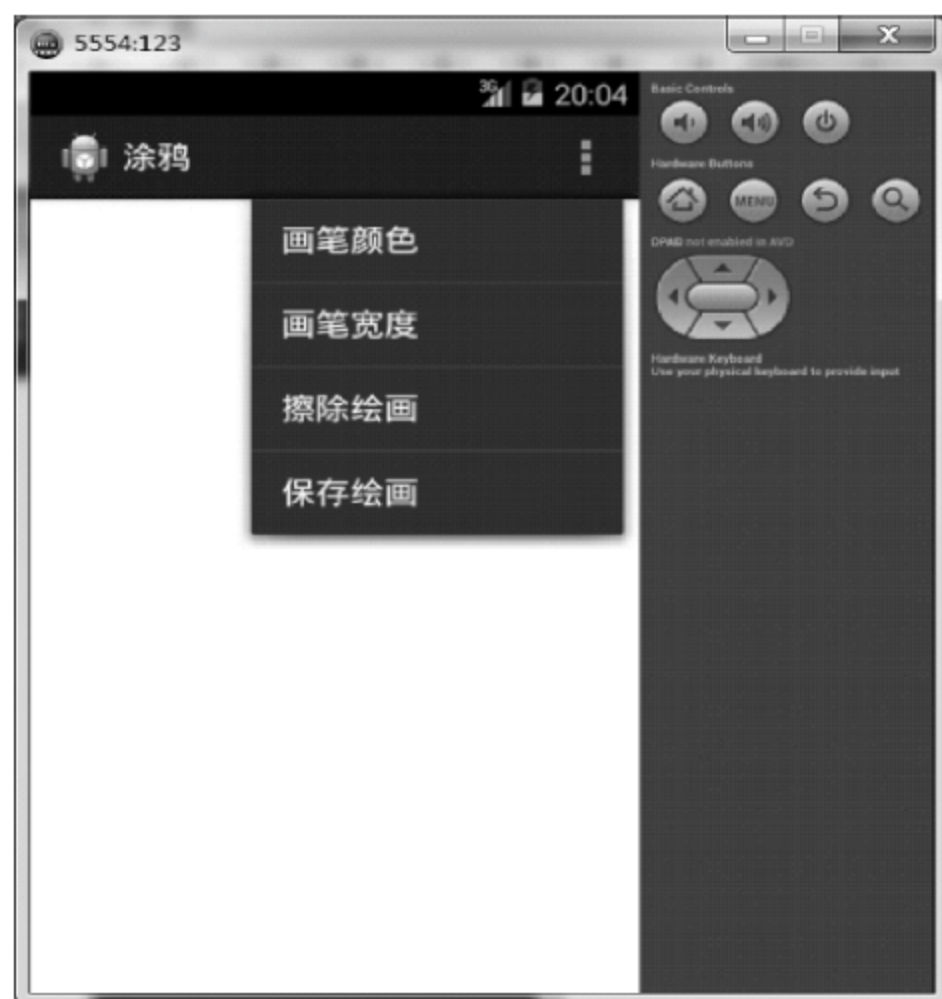 5554:123
3G 20:04
涂鸦
画笔颜色
画笔宽度
擦除绘画
保存绘画
Basic Controls
Hardware Buttons
MENU
DPAD not enabled in AVD
Hardware Keyboard
Use your physical keyboard to provide input